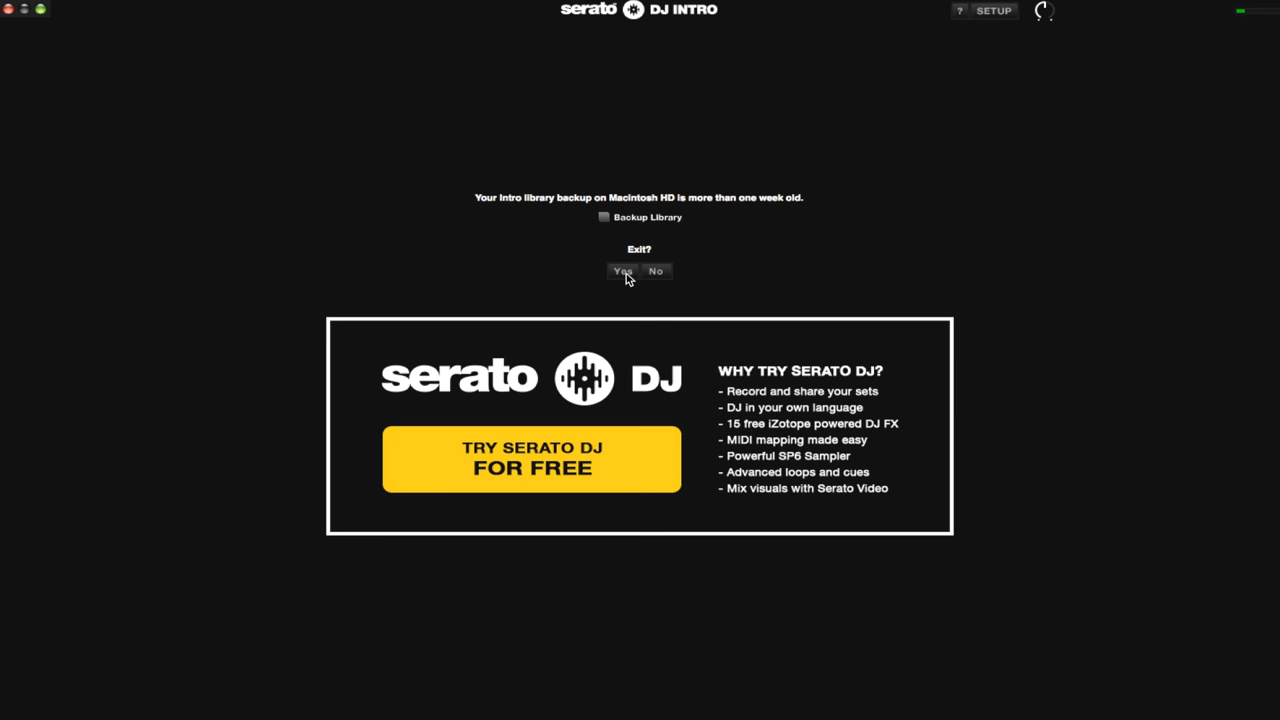 serato DJ INTRO
? SETUP
Your Intro library backup on Macintosh HD is more than one week old.
Backup Library
Exit?
Yes No
serato DJ
TRY SERATO DJ
FOR FREE
WHY TRY SERATO DJ?
- Record and share your sets
- DJ in your own language
- 15 free iZotope powered DJ FX
- MIDI mapping made easy
- Powerful SP6 Sampler
- Advanced loops and cues
- Mix visuals with Serato Video